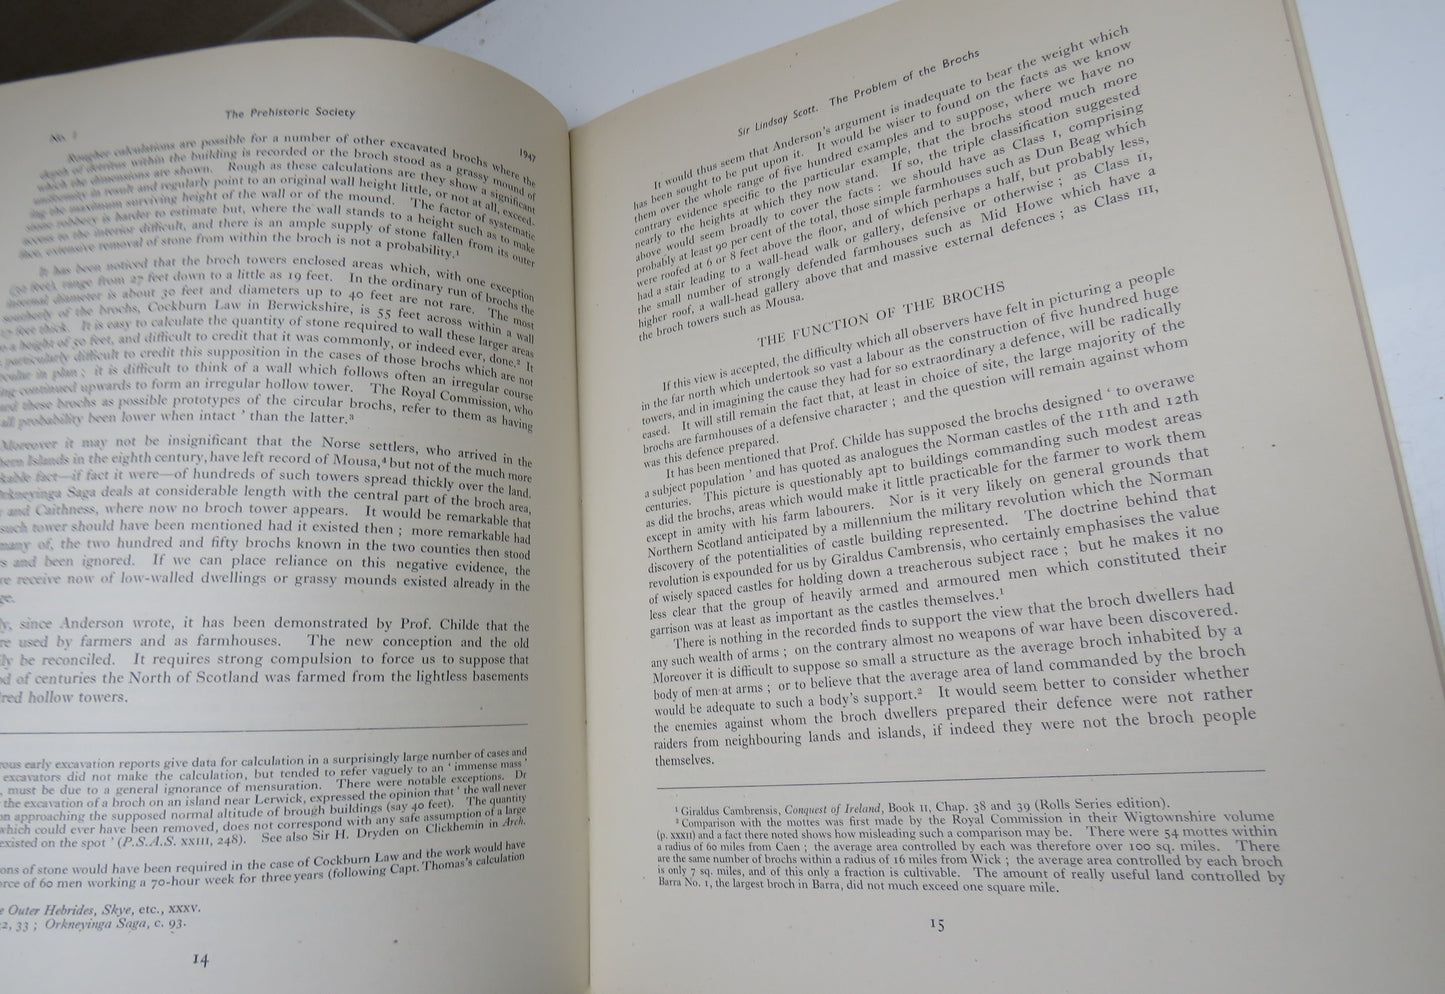 The Prehistoric Society
No. 2
1947
Rougher calculations are possible for a number of other excavated brochs where the
depth of detritus within the building is recorded or the broch stood as a grassy mound of
which the dimensions are shown. Rough as these calculations are they show a significant
uniformity in result and regularly point to an original wall height little, or not at all, exceed-
ing the maximum surviving height of the wall or of the mound. The factor of systematic
stone robbery is harder to estimate but, where the wall stands to a height such as to make
access to the interior difficult, and there is an ample supply of stone fallen from its outer
face, extensive removal of stone from within the broch is not a probability.¹
It has been noticed that the broch towers enclosed areas which, with one exception
(50 feet), range from 27 feet down to a little as 19 feet. In the ordinary run of brochs the
internal diameter is about 30 feet and diameters up to 40 feet are not rare. The most
southerly of the brochs, Cockburn Law in Berwickshire, is 55 feet across within a wall
feet thick. It is easy to calculate the quantity of stone required to wall these larger areas
to a height of 50 feet, and difficult to credit that it was commonly, or indeed ever, done.² It
particularly difficult to credit this supposition in the cases of those brochs which are not
in plan ; it is difficult to think of a wall which follows often an irregular course
continued upwards to form an irregular hollow tower. The Royal Commission, who
these brochs as possible prototypes of the circular brochs, refer to them as having
all probability been lower when intact ' than the latter.³
Moreover it may not be insignificant that the Norse settlers, who arrived in the
Islands in the eighth century, have left record of Mousa,⁴ but not of the much more
fact—if fact it were—of hundreds of such towers spread thickly over the land.
Saga deals at considerable length with the central part of the broch area,
and Caithness, where now no broch tower appears. It would be remarkable that
such tower should have been mentioned had it existed then ; more remarkable had
many of, the two hundred and fifty brochs known in the two counties then stood
and been ignored. If we can place reliance on this negative evidence, the
receive now of low-walled dwellings or grassy mounds existed already in the
since Anderson wrote, it has been demonstrated by Prof. Childe that the
used by farmers and as farmhouses. The new conception and the old
be reconciled. It requires strong compulsion to force us to suppose that
of centuries the North of Scotland was farmed from the lightless basements
hollow towers.
early excavation reports give data for calculation in a surprisingly large number of cases and
excavators did not make the calculation, but tended to refer vaguely to an ' immense mass '
must be due to a general ignorance of mensuration. There were notable exceptions. Dr
the excavation of a broch on an island near Lerwick, expressed the opinion that ' the wall never
approaching the supposed normal altitude of brough buildings (say 40 feet). The quantity
which could ever have been removed, does not correspond with any safe assumption of a large
existed on the spot ' (P.S.A.S. XXIII, 248). See also Sir H. Dryden on Clickhemin in Arch.
of stone would have been required in the case of Cockburn Law and the work would have
of 60 men working a 70-hour week for three years (following Capt. Thomas's calculation
Outer Hebrides, Skye, etc., XXXV.
33 ; Orkneyinga Saga, c. 93.
14
Sir Lindsay Scott. The Problem of the Brochs
It would thus seem that Anderson's argument is inadequate to bear the weight which
has been sought to be put upon it. It would be wiser to found on the facts as we know
them over the whole range of five hundred examples and to suppose, where we have no
contrary evidence specific to the particular example, that the brochs stood much more
nearly to the heights at which they now stand. If so, the triple classification suggested
above would seem broadly to cover the facts : we should have as Class I, comprising
probably at least 90 per cent of the total, those simple farmhouses such as Dun Beag which
were roofed at 6 or 8 feet above the floor, and of which perhaps a half, but probably less,
had a stair leading to a wall-head walk or gallery, defensive or otherwise ; as Class II,
the small number of strongly defended farmhouses such as Mid Howe which have a
higher roof, a wall-head gallery above that and massive external defences ; as Class III,
the broch towers such as Mousa.
THE FUNCTION OF THE BROCHS
If this view is accepted, the difficulty which all observers have felt in picturing a people
in the far north which undertook so vast a labour as the construction of five hundred huge
towers, and in imagining the cause they had for so extraordinary a defence, will be radically
eased. It will still remain the fact that, at least in choice of site, the large majority of the
brochs are farmhouses of a defensive character ; and the question will remain against whom
was this defence prepared.
It has been mentioned that Prof. Childe has supposed the brochs designed ' to overawe
a subject population ' and has quoted as analogues the Norman castles of the 11th and 12th
centuries. This picture is questionably apt to buildings commanding such modest areas
as did the brochs, areas which would make it little practicable for the farmer to work them
except in amity with his farm labourers. Nor is it very likely on general grounds that
Northern Scotland anticipated by a millennium the military revolution which the Norman
discovery of the potentialities of castle building represented. The doctrine behind that
revolution is expounded for us by Giraldus Cambrensis, who certainly emphasises the value
of wisely spaced castles for holding down a treacherous subject race ; but he makes it no
less clear that the group of heavily armed and armoured men which constituted their
garrison was at least as important as the castles themselves.¹
There is nothing in the recorded finds to support the view that the broch dwellers had
any such wealth of arms ; on the contrary almost no weapons of war have been discovered.
Moreover it is difficult to suppose so small a structure as the average broch inhabited by a
body of men at arms ; or to believe that the average area of land commanded by the broch
would be adequate to such a body's support.² It would seem better to consider whether
the enemies against whom the broch dwellers prepared their defence were not rather
raiders from neighbouring lands and islands, if indeed they were not the broch people
themselves.
¹ Giraldus Cambrensis, Conquest of Ireland, Book II, Chap. 38 and 39 (Rolls Series edition).
² Comparison with the mottes was first made by the Royal Commission in their Wigtownshire volume
(p. XXXII) and a fact there noted shows how misleading such a comparison may be. There were 54 mottes within
a radius of 60 miles from Caen ; the average area controlled by each was therefore over 100 sq. miles. There
are the same number of brochs within a radius of 16 miles from Wick ; the average area controlled by each broch
is only 7 sq. miles, and of this only a fraction is cultivable. The amount of really useful land controlled by
Barra No. 1, the largest broch in Barra, did not much exceed one square mile.
15